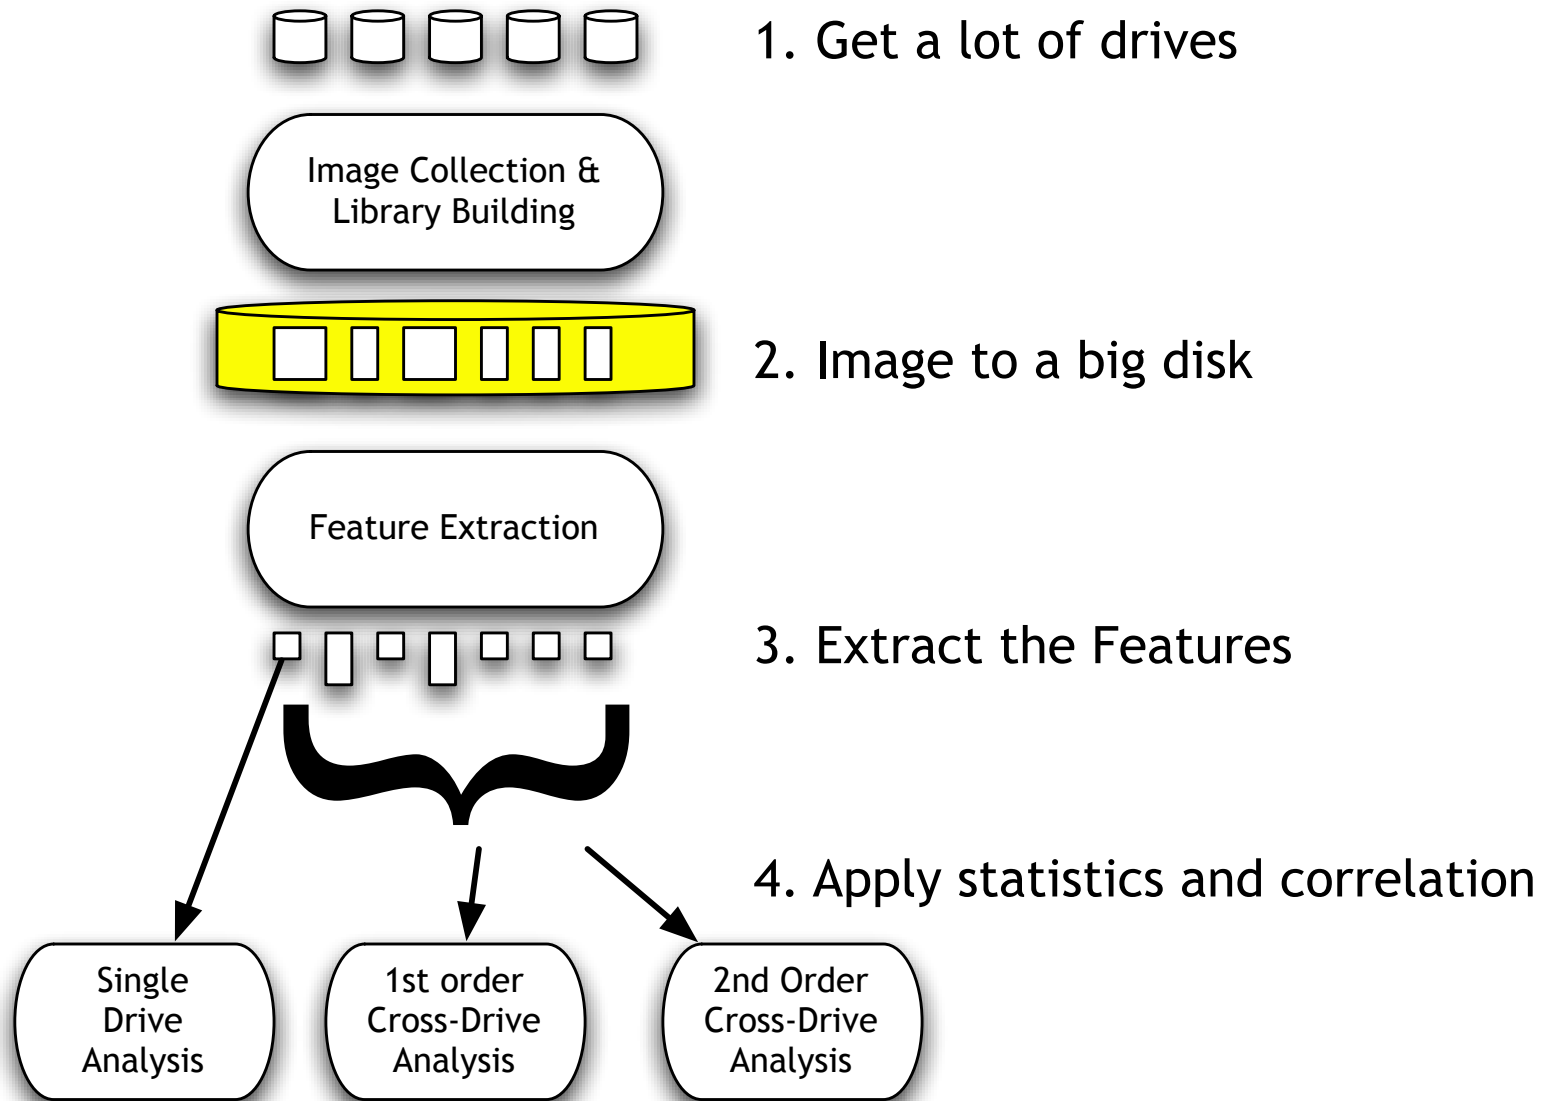 1. Get a lot of drives
Image Collection &
Library Building
2. Image to a big disk
Feature Extraction
3. Extract the Features
4. Apply statistics and correlation
Single
Drive
Analysis
1st order
Cross-Drive
Analysis
2nd Order
Cross-Drive
Analysis